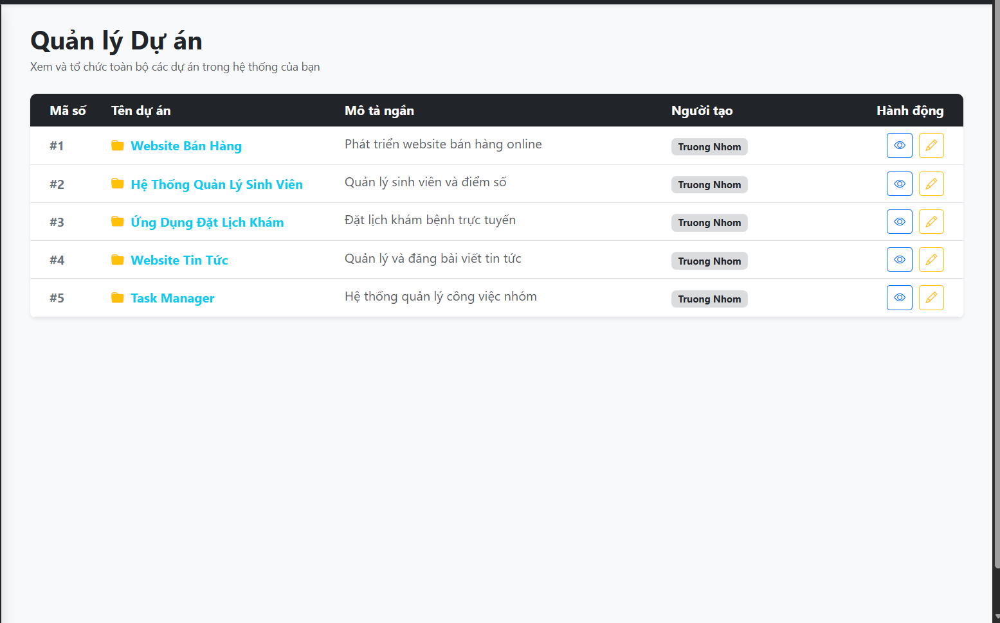 Quản lý Dự án
Xem và tổ chức toàn bộ các dự án trong hệ thống của bạn
Mã số Tên dự án Mô tả ngắn Người tạo Hành động
#1 Website Bán Hàng Phát triển website bán hàng online Truong Nhom
#2 Hệ Thống Quản Lý Sinh Viên Quản lý sinh viên và điểm số Truong Nhom
#3 Ứng Dụng Đặt Lịch Khám Đặt lịch khám bệnh trực tuyến Truong Nhom
#4 Website Tin Tức Quản lý và đăng bài viết tin tức Truong Nhom
#5 Task Manager Hệ thống quản lý công việc nhóm Truong Nhom